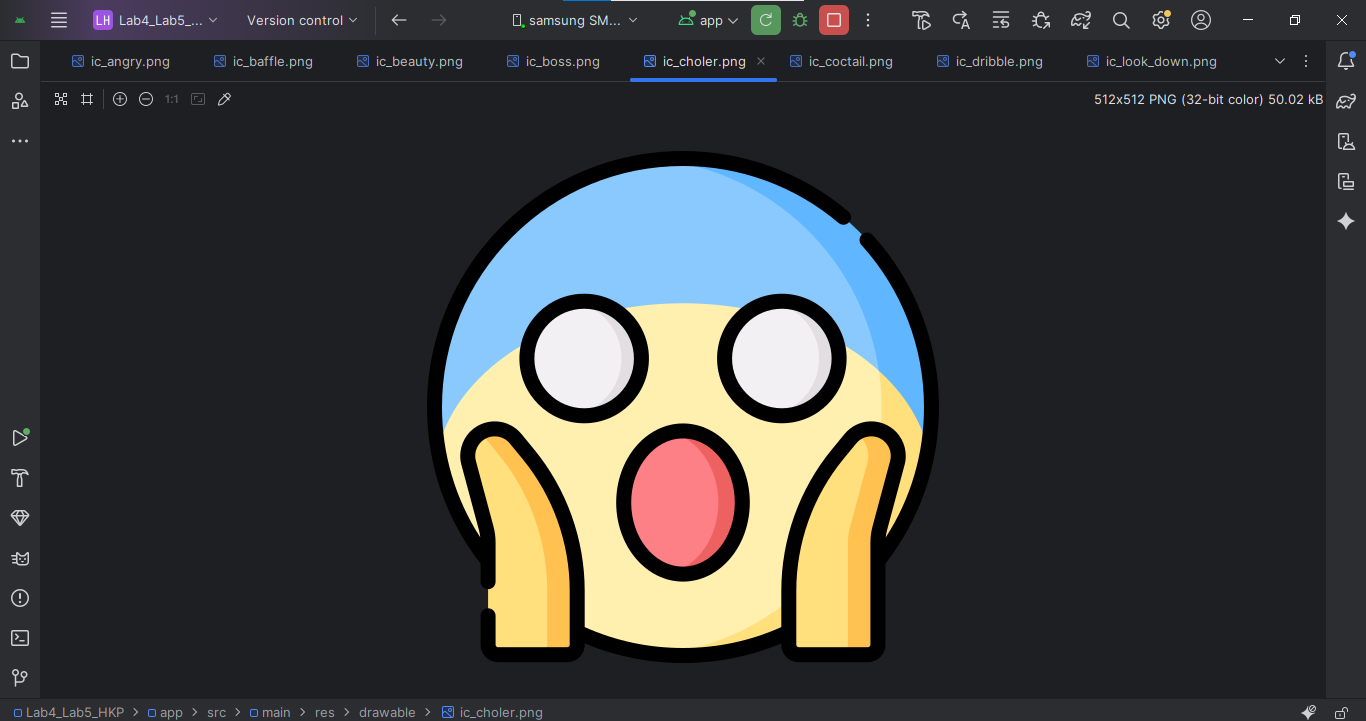 LH Lab4_Lab5_... Version control samsung SM... app
ic_angry.png ic_baffle.png ic_beauty.png ic_boss.png ic_choler.png ic_coctail.png ic_dribble.png ic_look_down.png
1:1 512x512 PNG (32-bit color) 50.02 kB
Lab4_Lab5_HKP > app > src > main > res > drawable > ic_choler.png